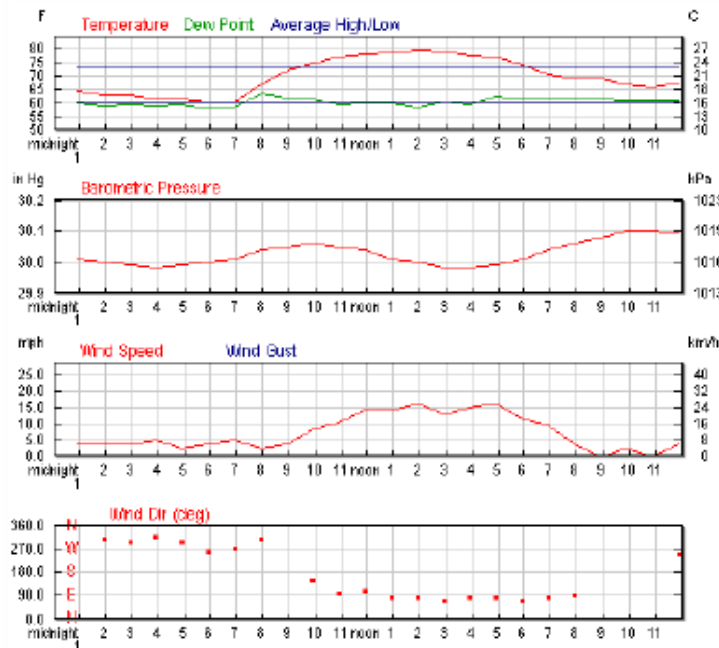 F C
Temperature Dew Point Average High/Low
80 27
75 24
70 21
65 18
60 16
55 13
50 10
midnight 1 2 3 4 5 6 7 8 9 10 11 noon 1 2 3 4 5 6 7 8 9 10 11
in Hg hPa
Barometric Pressure
30.2 1023
30.1 1019
30.0 1016
29.9 1013
midnight 1 2 3 4 5 6 7 8 9 10 11 noon 1 2 3 4 5 6 7 8 9 10 11
mph km/h
Wind Speed Wind Gust
25.0 40
20.0 32
15.0 24
10.0 16
5.0 8
0.0 0
midnight 1 2 3 4 5 6 7 8 9 10 11 noon 1 2 3 4 5 6 7 8 9 10 11
Wind Dir (deg)
360.0 N
270.0 W
180.0 S
90.0 E
0.0 N
midnight 1 2 3 4 5 6 7 8 9 10 11 noon 1 2 3 4 5 6 7 8 9 10 11